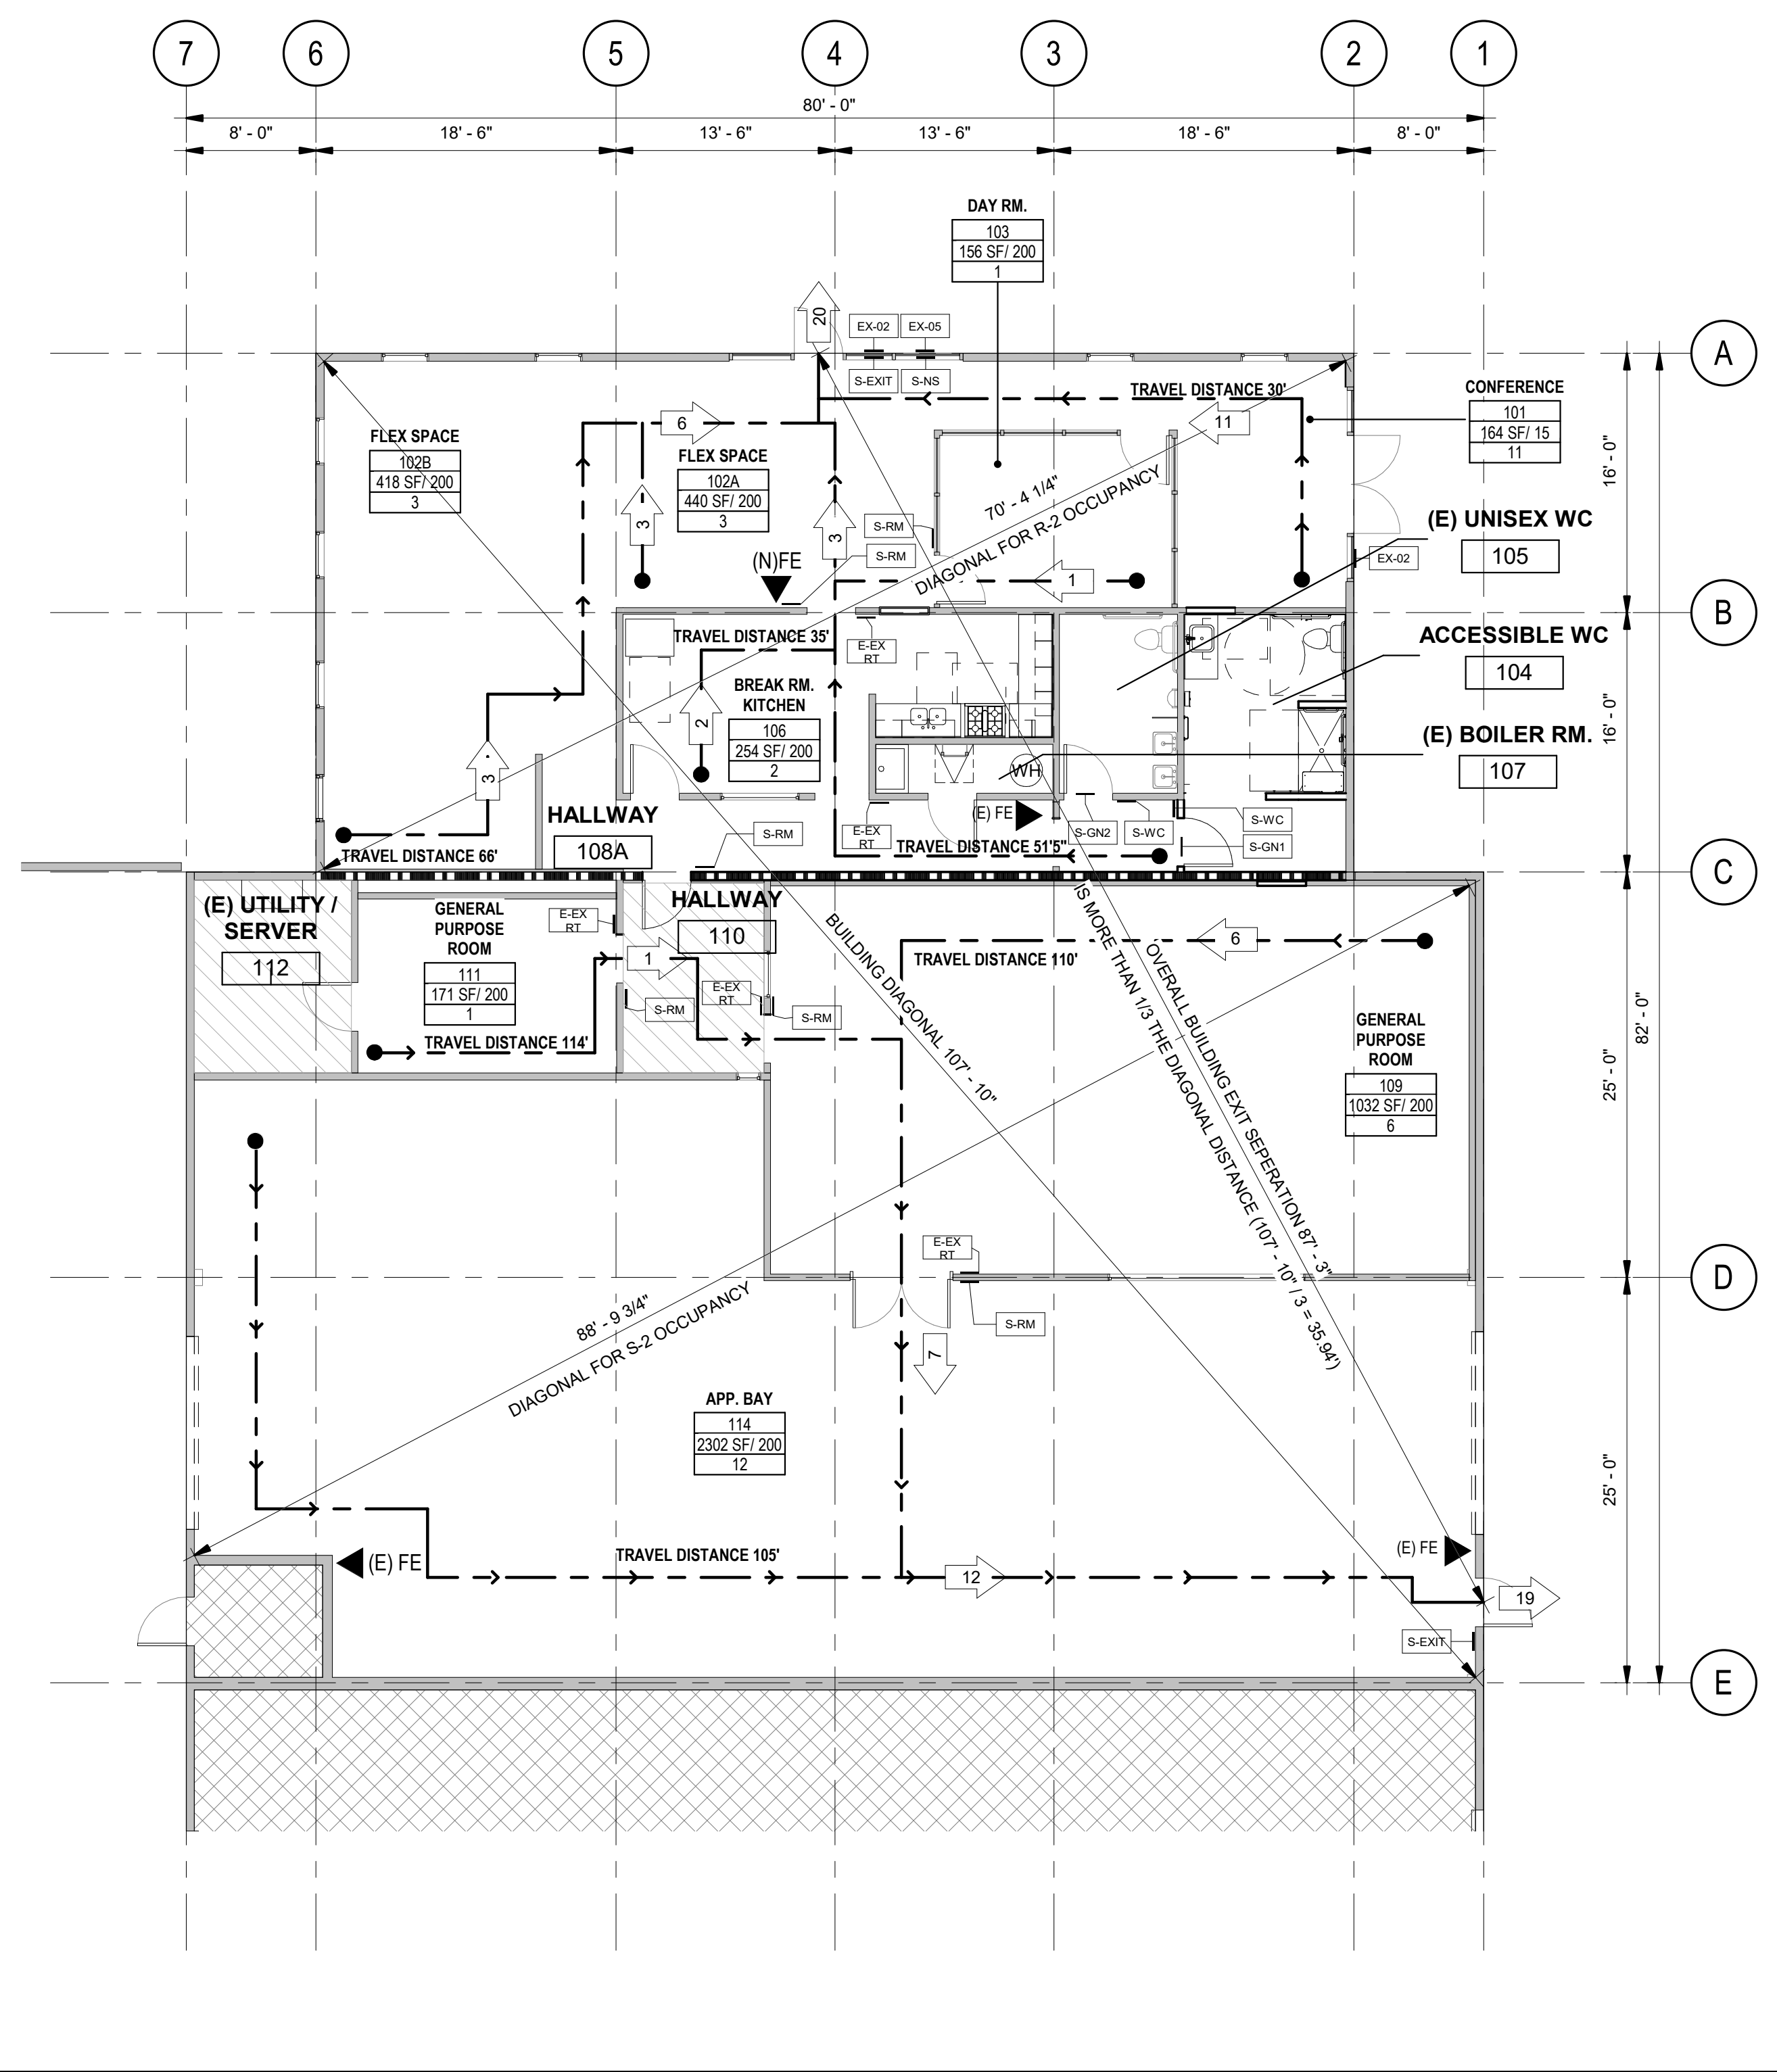 7
6
5
4
3
2
1
80' - 0"
8' - 0"
18' - 6"
13' - 6"
13' - 6"
18' - 6"
8' - 0"
DAY RM.
103
156 SF/ 200
1
20
EX-02
EX-05
S-EXIT
S-NS
A
TRAVEL DISTANCE 30'
CONFERENCE
101
164 SF/ 15
11
6
11
FLEX SPACE
102B
418 SF/ 200
3
FLEX SPACE
102A
440 SF/ 200
3
16' - 0"
70' - 4 1/4"
DIAGONAL FOR R-2 OCCUPANCY
3
3
S-RM
S-RM
(N)FE
1
(E) UNISEX WC
105
EX-02
B
TRAVEL DISTANCE 35'
E-EX
RT
ACCESSIBLE WC
104
BREAK RM.
KITCHEN
106
254 SF/ 200
2
2
16' - 0"
(E) BOILER RM.
107
WH
3
HALLWAY
108A
(E) FE
S-RM
E-EX
RT
S-GN2
S-WC
S-WC
S-GN1
TRAVEL DISTANCE 66'
TRAVEL DISTANCE 51'5"
C
(E) UTILITY /
SERVER
112
GENERAL
PURPOSE
ROOM
111
171 SF/ 200
1
E-EX
RT
HALLWAY
110
1
6
TRAVEL DISTANCE 110'
E-EX
RT
S-RM
S-RM
TRAVEL DISTANCE 114'
BUILDING DIAGONAL 107' - 10"
OVERALL BUILDING EXIT SEPERATION 87' - 3"
IS MORE THAN 1/3 THE DIAGONAL DISTANCE (107' - 10" / 3 = 35.94')
GENERAL
PURPOSE
ROOM
109
1032 SF/ 200
6
25' - 0"
82' - 0"
E-EX
RT
D
S-RM
7
88' - 9 3/4"
DIAGONAL FOR S-2 OCCUPANCY
APP. BAY
114
2302 SF/ 200
12
25' - 0"
(E) FE
TRAVEL DISTANCE 105'
12
(E) FE
19
S-EXIT
E